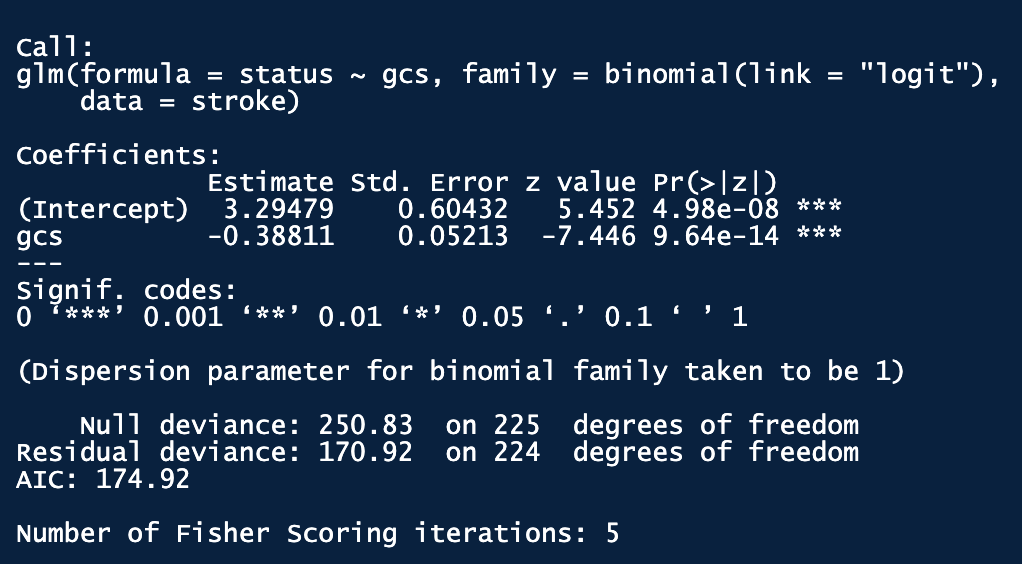 Call:
glm(formula = status ~ gcs, family = binomial(link = "logit"),
    data = stroke)
Coefficients:
            Estimate Std. Error z value Pr(>|z|)
(Intercept)  3.29479    0.60432   5.452 4.98e-08 ***
gcs         -0.38811    0.05213  -7.446 9.64e-14 ***
---
Signif. codes:
0 ‘***’ 0.001 ‘**’ 0.01 ‘*’ 0.05 ‘.’ 0.1 ‘ ’ 1
(Dispersion parameter for binomial family taken to be 1)
    Null deviance: 250.83  on 225  degrees of freedom
Residual deviance: 170.92  on 224  degrees of freedom
AIC: 174.92
Number of Fisher Scoring iterations: 5